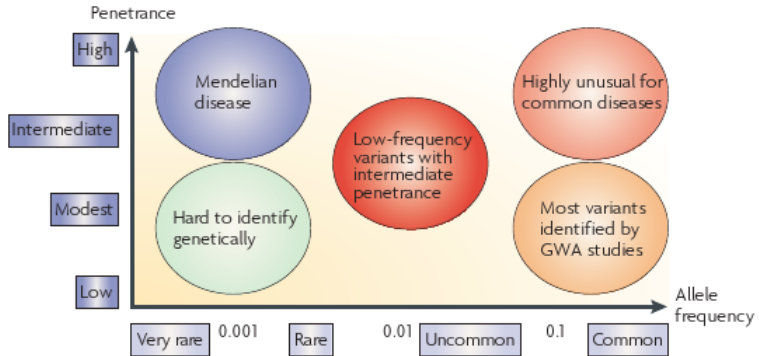 Penetrance
High
Intermediate
Modest
Low
Mendelian
disease
Highly unusual for
common diseases
Low-frequency
variants with
intermediate
penetrance
Hard to identify
genetically
Most variants
identified by
GWA studies
Allele
frequency
Very rare
0.001
Rare
0.01
Uncommon
0.1
Common